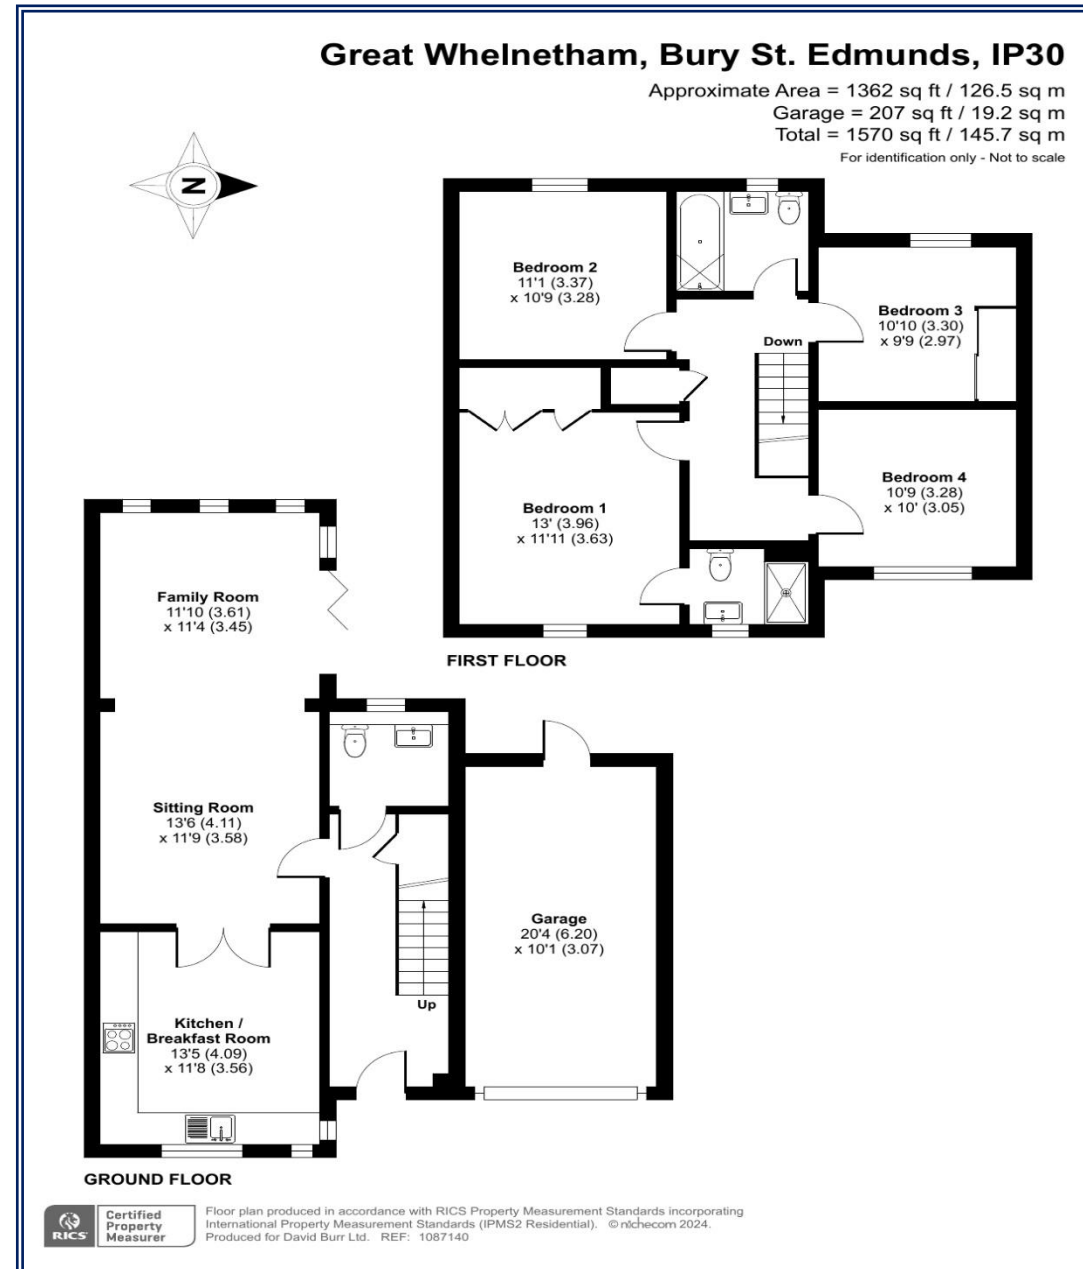 Great Whelnetham, Bury St. Edmunds, IP30
Approximate Area = 1362 sq ft / 126.5 sq m
Garage = 207 sq ft / 19.2 sq m
Total = 1570 sq ft / 145.7 sq m
For identification only - Not to scale
N
Bedroom 2
11'1 (3.37)
x 10'9 (3.28)
Bedroom 3
10'10 (3.30)
x 9'9 (2.97)
Down
Bedroom 1
13' (3.96)
x 11'11 (3.63)
Bedroom 4
10'9 (3.28)
x 10' (3.05)
FIRST FLOOR
Family Room
11'10 (3.61)
x 11'4 (3.45)
Sitting Room
13'6 (4.11)
x 11'9 (3.58)
Garage
20'4 (6.20)
x 10'1 (3.07)
Up
Kitchen /
Breakfast Room
13'5 (4.09)
x 11'8 (3.56)
GROUND FLOOR
RICS
Certified
Property
Measurer
Floor plan produced in accordance with RICS Property Measurement Standards incorporating
International Property Measurement Standards (IPMS2 Residential). © nichecom 2024.
Produced for David Burr Ltd. REF: 1087140